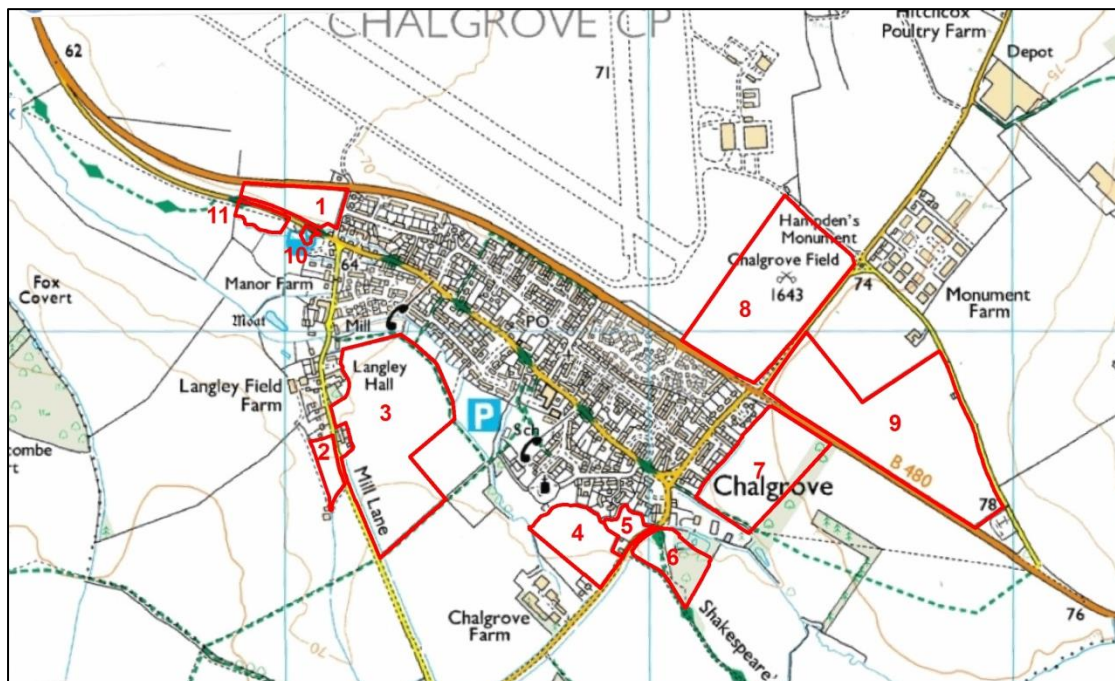 CHALGROVE CP
Hitchcox
Poultry Farm
Depot
62
71
75
70
1
11
10
64
Hampden's
Monument
Chalgrove Field
1643
8
74
Monument
Farm
Fox
Covert
Manor Farm
Moat
Mill
PO
Langley
Hall
Langley Field
Farm
3
P
9
2
Sch
Mill Lane
7
Chalgrove
B 480
78
4
5
6
Chalgrove
Farm
Shakespeare'
70
76